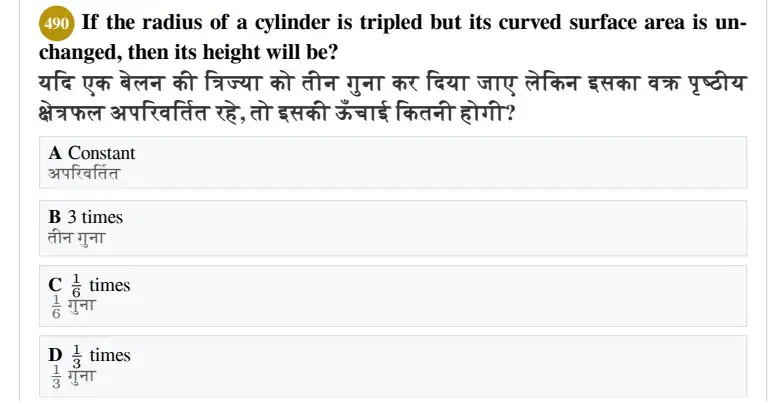 490 If the radius of a cylinder is tripled but its curved surface area is un-
changed, then its height will be?
यदि एक बेलन की त्रिज्या को तीन गुना कर दिया जाए लेकिन इसका वक्र पृष्ठीय
क्षेत्रफल अपरिवर्तित रहे, तो इसकी ऊँचाई कितनी होगी?
A Constant
अपरिवर्तित
B 3 times
तीन गुना
C 1/6 times
1/6 गुना
D 1/3 times
1/3 गुना